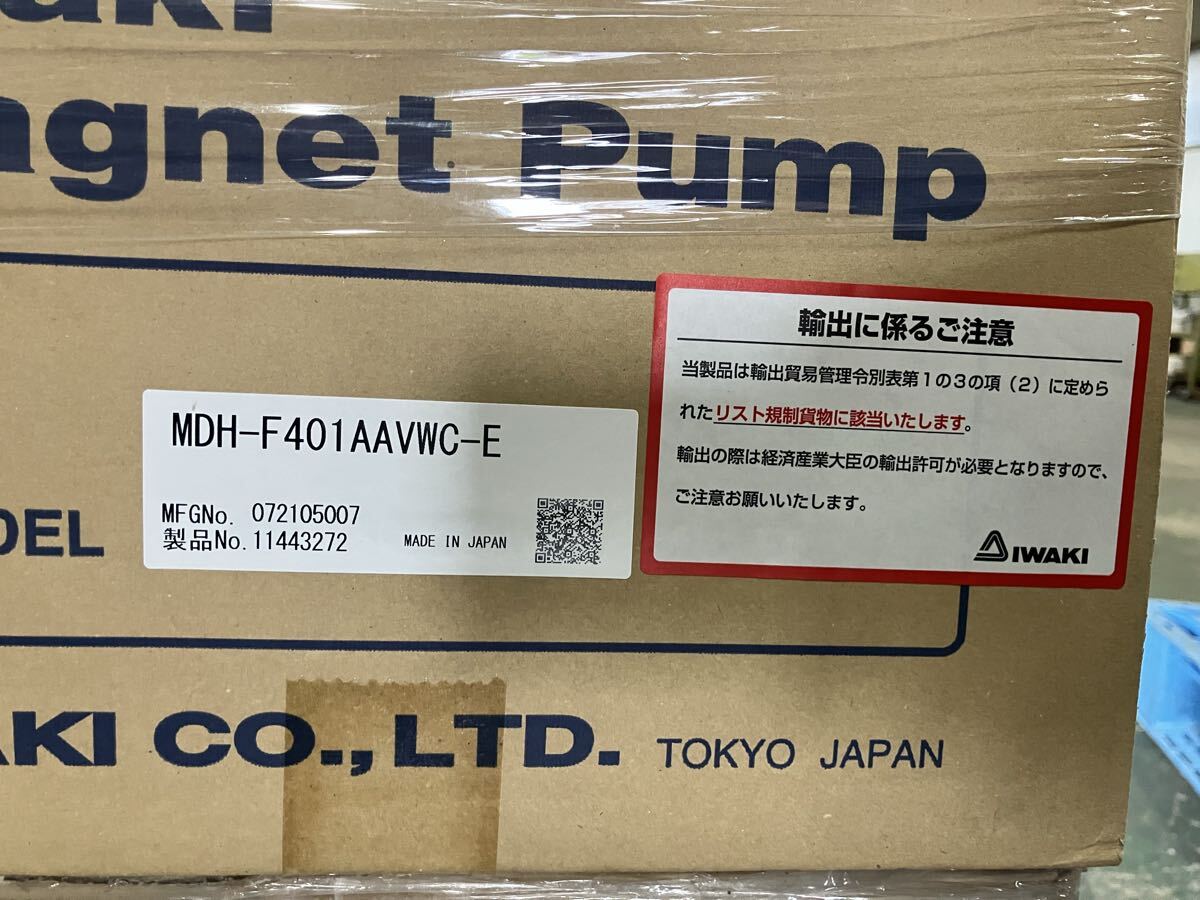 aki
agnet Pump
MDH-F401AAVWC-E
MFGNo. 072105007
製品No. 11443272 MADE IN JAPAN
DEL
輸出に係るご注意
当製品は輸出貿易管理令別表第1の3の項（2）に定めら
れたリスト規制貨物に該当いたします。
輸出の際は経済産業大臣の輸出許可が必要となりますので、
ご注意お願いいたします。
IWAKI
AKI CO.,LTD. TOKYO JAPAN